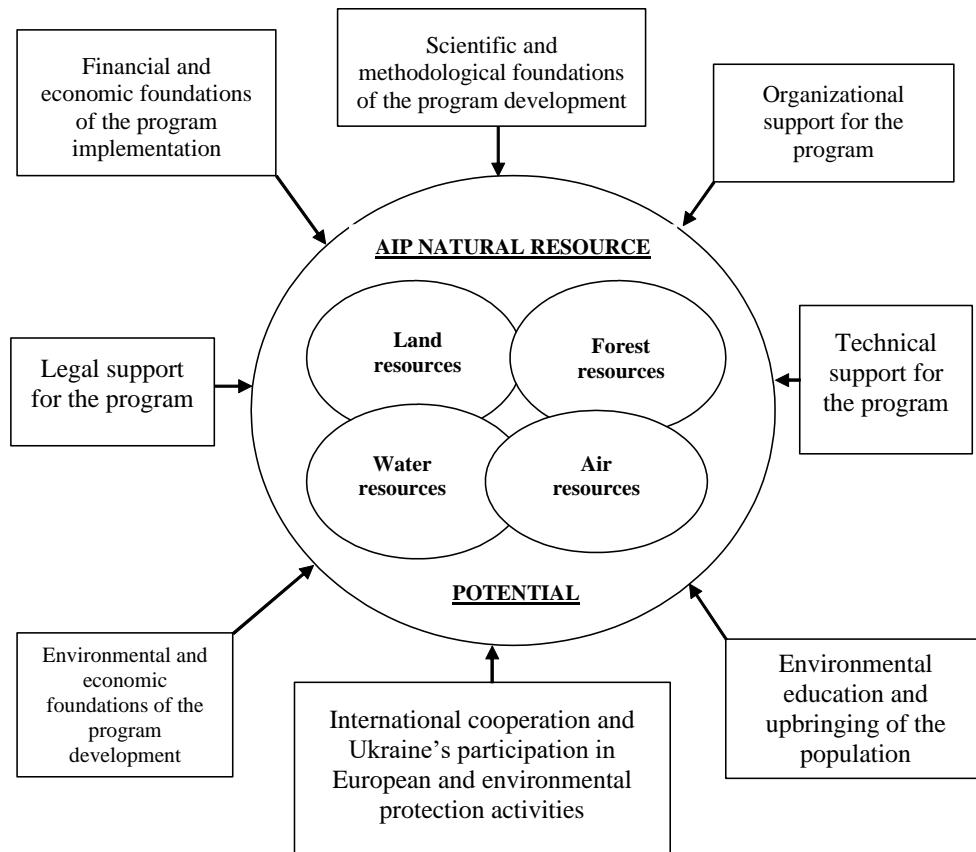 Scientific and
methodological foundations
of the program development
Financial and
economic foundations
of the program
implementation
Organizational
support for the
program
AIP NATURAL RESOURCE
Land
resources
Forest
resources
Legal support
for the program
Technical
support for
the program
Water
resources
Air
resources
POTENTIAL
Environmental and
economic
foundations of the
program
development
International cooperation and
Ukraine’s participation in
European and environmental
protection activities
Environmental
education and
upbringing of the
population